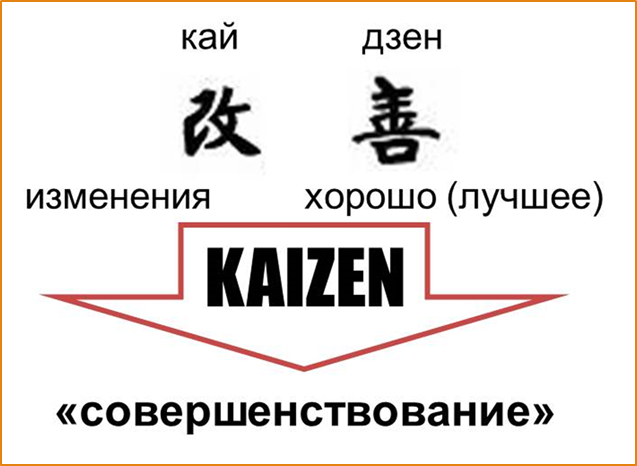 кай дзен
改 善
изменения хорошо (лучшее)
KAIZEN
«совершенствование»